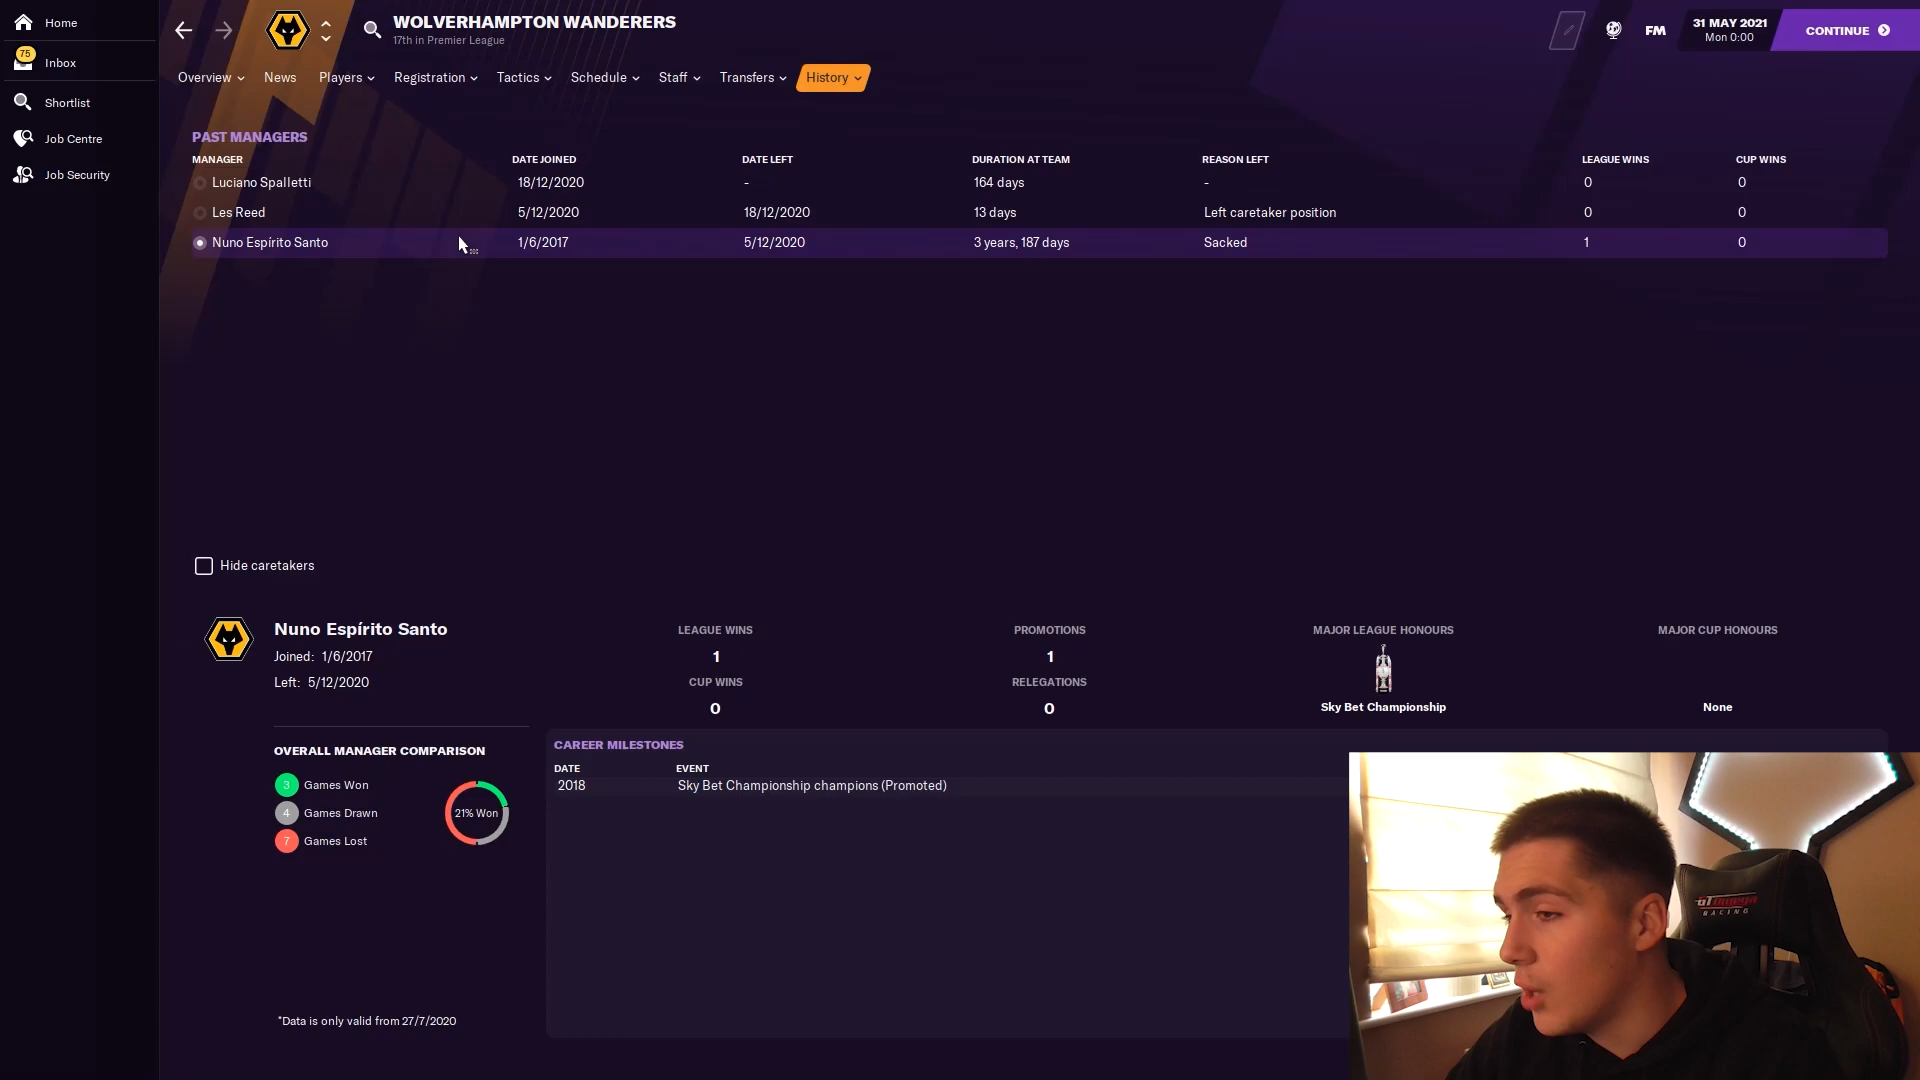 Home
75
Inbox
Shortlist
Job Centre
Job Security
WOLVERHAMPTON WANDERERS
17th in Premier League
FM
31 MAY 2021
Mon 0:00
CONTINUE
Overview
News
Players
Registration
Tactics
Schedule
Staff
Transfers
History
PAST MANAGERS
MANAGER DATE JOINED DATE LEFT DURATION AT TEAM REASON LEFT LEAGUE WINS CUP WINS
Luciano Spalletti 18/12/2020 - 164 days - 0 0
Les Reed 5/12/2020 18/12/2020 13 days Left caretaker position 0 0
Nuno Espírito Santo 1/6/2017 5/12/2020 3 years, 187 days Sacked 1 0
Hide caretakers
Nuno Espírito Santo
Joined: 1/6/2017
Left: 5/12/2020
LEAGUE WINS
1
CUP WINS
0
PROMOTIONS
1
RELEGATIONS
0
MAJOR LEAGUE HONOURS
Sky Bet Championship
MAJOR CUP HONOURS
None
OVERALL MANAGER COMPARISON
3 Games Won
4 Games Drawn
7 Games Lost
21% Won
*Data is only valid from 27/7/2020
CAREER MILESTONES
DATE EVENT
2018 Sky Bet Championship champions (Promoted)
GT Omega
RACING